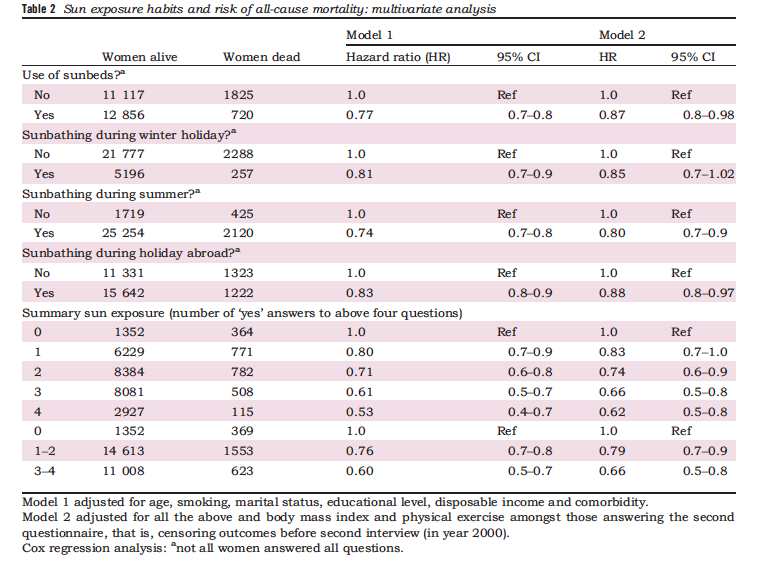 Table 2 Sun exposure habits and risk of all-cause mortality: multivariate analysis
Model 1 Model 2
Women alive Women dead Hazard ratio (HR) 95% CI HR 95% CI
Use of sunbeds?a
No 11 117 1825 1.0 Ref 1.0 Ref
Yes 12 856 720 0.77 0.7–0.8 0.87 0.8–0.98
Sunbathing during winter holiday?a
No 21 777 2288 1.0 Ref 1.0 Ref
Yes 5196 257 0.81 0.7–0.9 0.85 0.7–1.02
Sunbathing during summer?a
No 1719 425 1.0 Ref 1.0 Ref
Yes 25 254 2120 0.74 0.7–0.8 0.80 0.7–0.9
Sunbathing during holiday abroad?a
No 11 331 1323 1.0 Ref 1.0 Ref
Yes 15 642 1222 0.83 0.8–0.9 0.88 0.8–0.97
Summary sun exposure (number of ‘yes’ answers to above four questions)
0 1352 364 1.0 Ref 1.0 Ref
1 6229 771 0.80 0.7–0.9 0.83 0.7–1.0
2 8384 782 0.71 0.6–0.8 0.74 0.6–0.9
3 8081 508 0.61 0.5–0.7 0.66 0.5–0.8
4 2927 115 0.53 0.4–0.7 0.62 0.5–0.8
0 1352 369 1.0 Ref 1.0 Ref
1–2 14 613 1553 0.76 0.7–0.8 0.79 0.7–0.9
3–4 11 008 623 0.60 0.5–0.7 0.66 0.5–0.8
Model 1 adjusted for age, smoking, marital status, educational level, disposable income and comorbidity.
Model 2 adjusted for all the above and body mass index and physical exercise amongst those answering the second
questionnaire, that is, censoring outcomes before second interview (in year 2000).
Cox regression analysis: anot all women answered all questions.